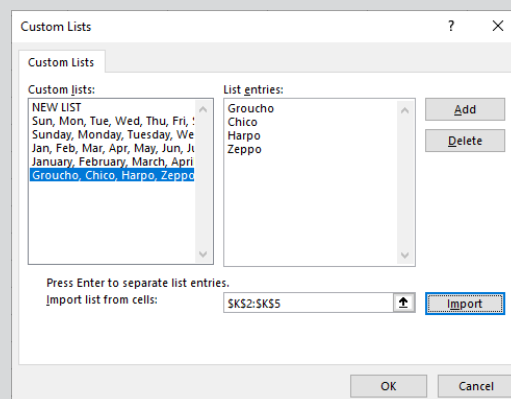 Custom Lists
? X
Custom Lists
Custom lists:
NEW LIST
Sun, Mon, Tue, Wed, Thu, Fri,
Sunday, Monday, Tuesday, We
Jan, Feb, Mar, Apr, May, Jun,
January, February, March, Apri
Groucho, Chico, Harpo, Zeppo
List entries:
Groucho
Chico
Harpo
Zeppo
Add
Delete
Press Enter to separate list entries.
Import list from cells:
$K$2:$K$5
Import
OK
Cancel